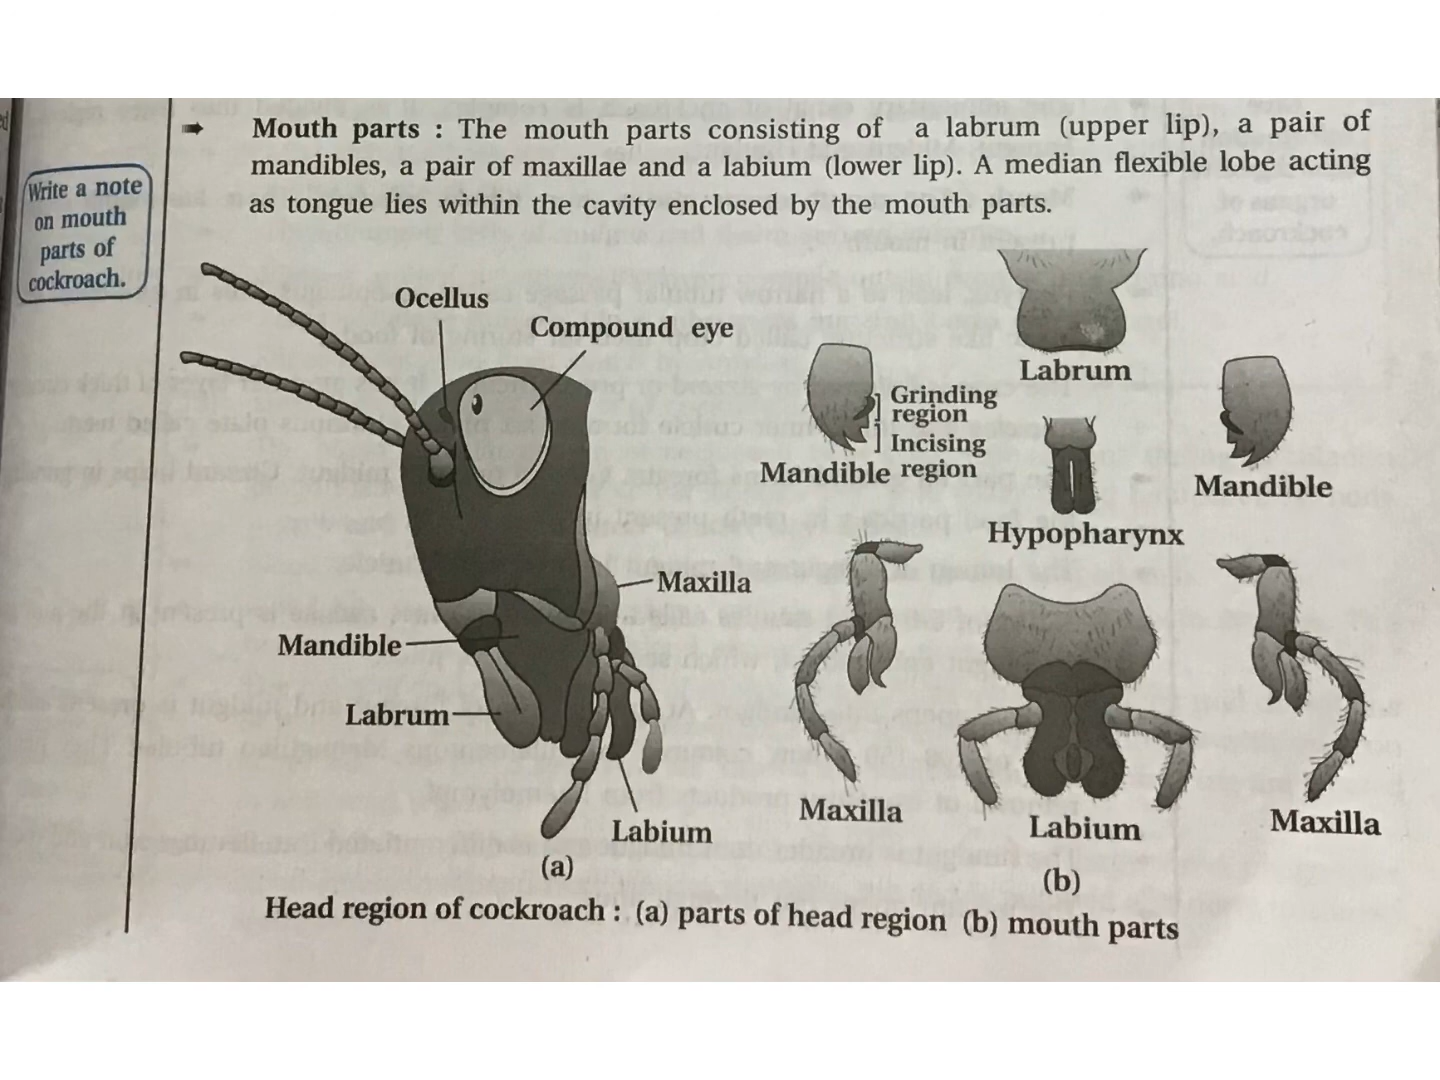 Mouth parts : The mouth parts consisting of a labrum (upper lip), a pair of
mandibles, a pair of maxillae and a labium (lower lip). A median flexible lobe acting
as tongue lies within the cavity enclosed by the mouth parts.
Write a note
on mouth
parts of
cockroach.
Ocellus
Compound eye
Maxilla
Mandible
Labrum
Labium
(a)
Labrum
Grinding
region
Incising
region
Mandible
Mandible
Hypopharynx
Maxilla
Labium
Maxilla
(b)
Head region of cockroach : (a) parts of head region (b) mouth parts